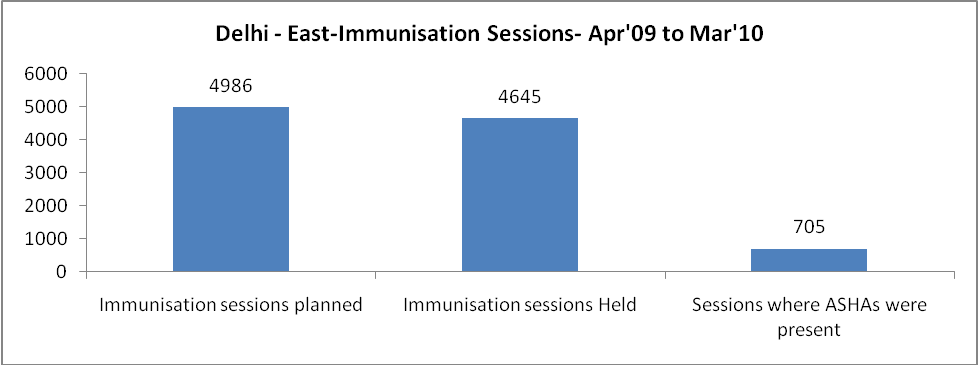 Delhi - East-Immunisation Sessions- Apr'09 to Mar'10
6000
5000
4000
3000
2000
1000
0
4986
4645
705
Immunisation sessions planned
Immunisation sessions Held
Sessions where ASHAs were
present